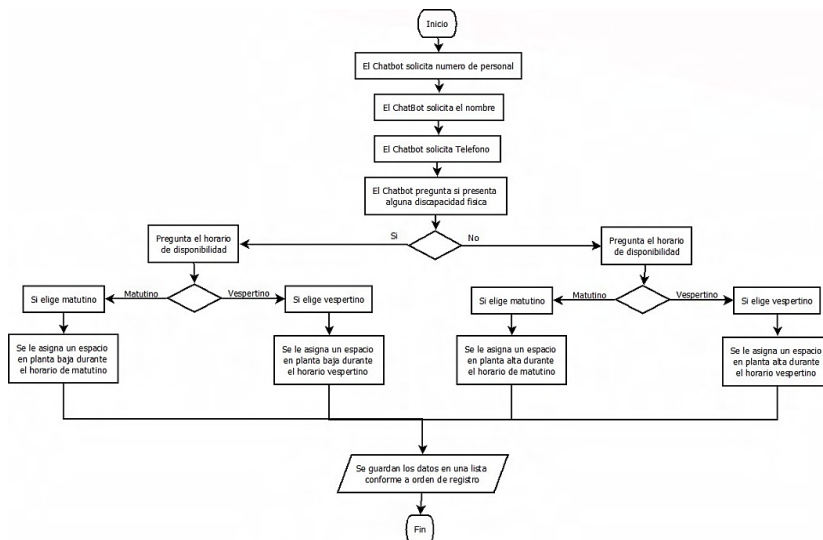 Inicio
El Chatbot solicita numero de personal
El ChatBot solicita el nombre
El Chatbot solicita Telefono
El Chatbot pregunta si presenta
alguna discapacidad fisica
Si
No
Pregunta el horario
de disponibilidad
Pregunta el horario
de disponibilidad
Si elige matutino
Matutino
Vespertino
Si elige vespertino
Si elige matutino
Matutino
Vespertino
Si elige vespertino
Se le asigna un espacio
en planta baja durante
el horario de matutino
Se le asigna un espacio
en planta baja durante
el horario vespertino
Se le asigna un espacio
en planta alta durante
el horario de matutino
Se le asigna un espacio
en planta alta durante
el horario vespertino
Se guardan los datos en una lista
conforme a orden de registro
Fin